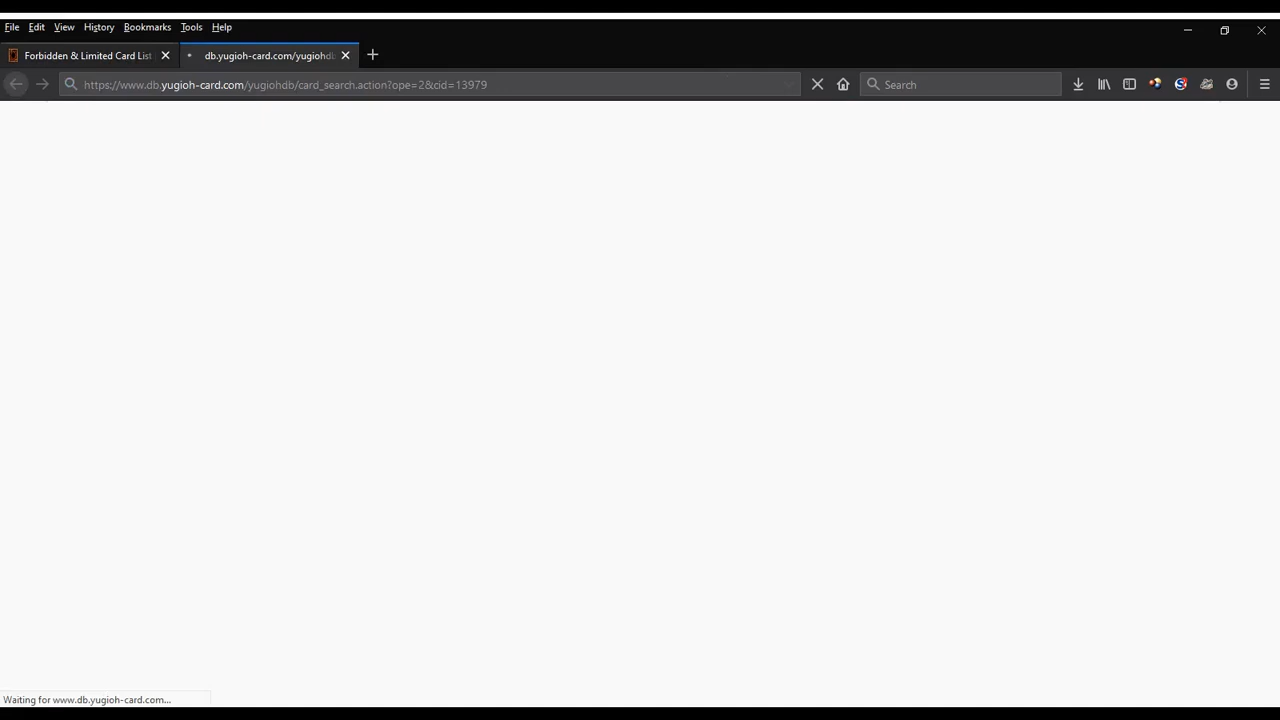 File Edit View History Bookmarks Tools Help
Forbidden & Limited Card List
db.yugioh-card.com/yugiohdb
https://www.db.yugioh-card.com/yugiohdb/card_search.action?ope=2&cid=13979
Search
Waiting for www.db.yugioh-card.com...